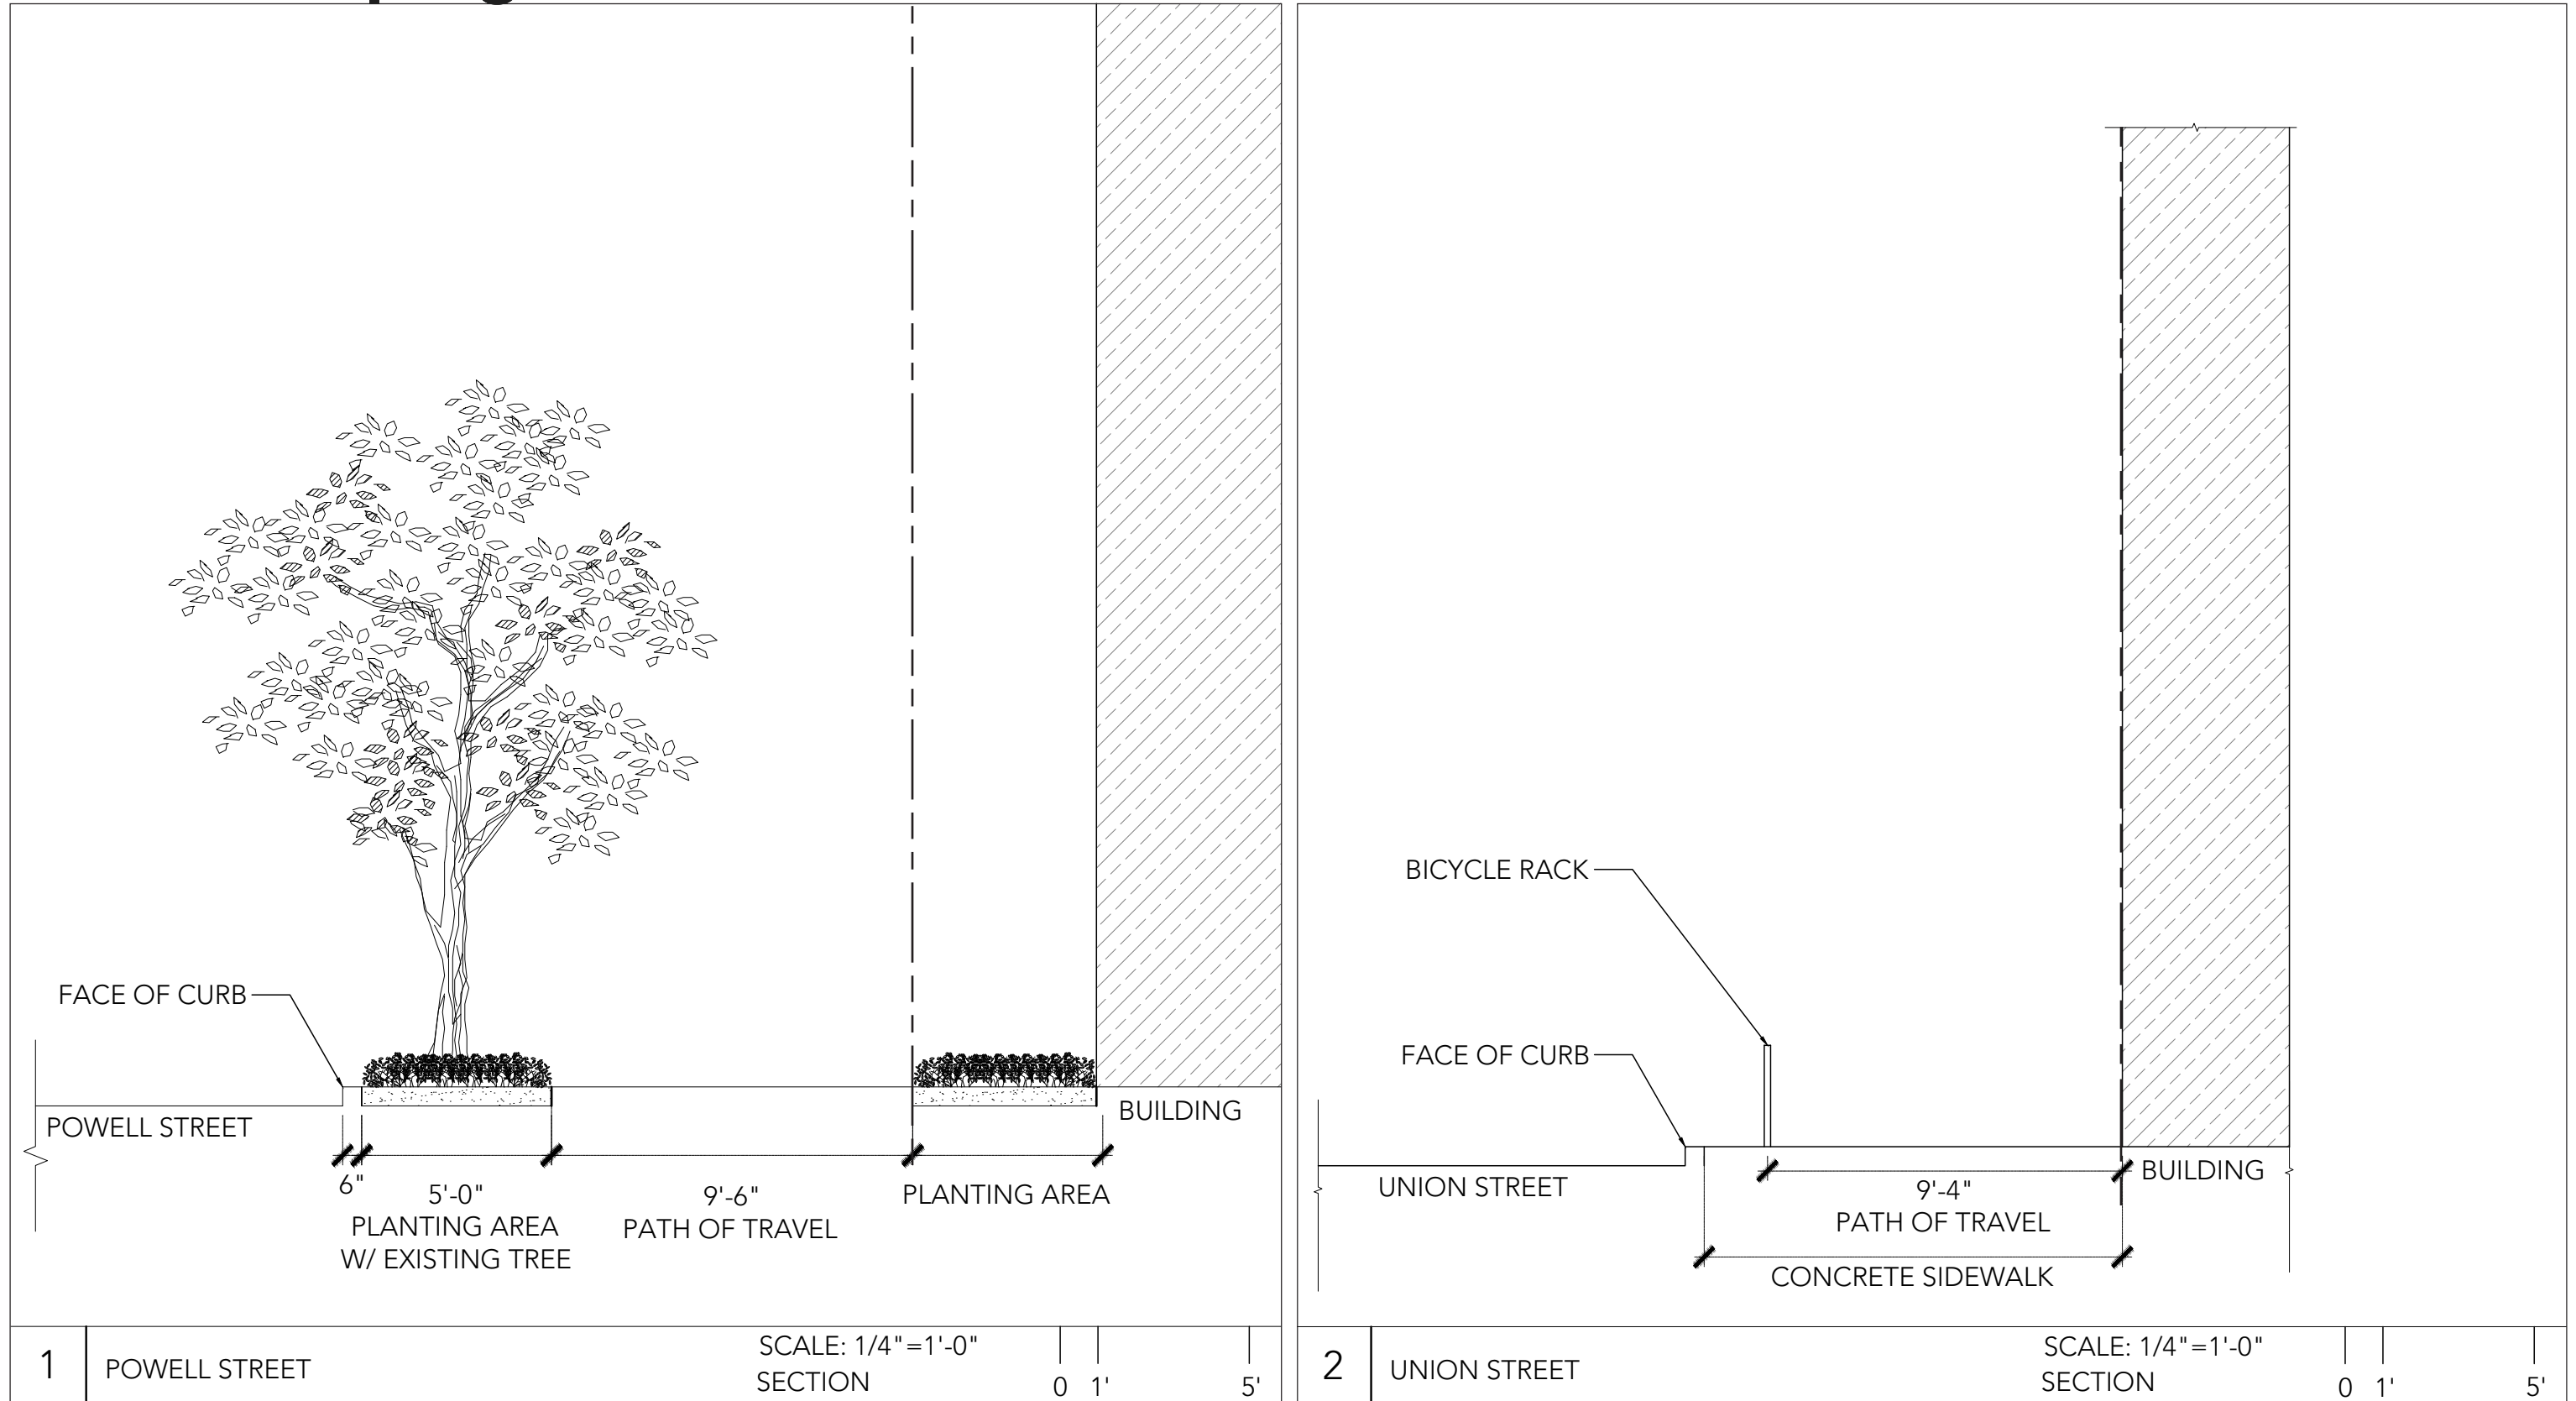 FACE OF CURB
POWELL STREET
BUILDING
6"
5'-0"
PLANTING AREA
W/ EXISTING TREE
9'-6"
PATH OF TRAVEL
PLANTING AREA
1
POWELL STREET
SCALE: 1/4"=1'-0"
SECTION
0 1' 5'
BICYCLE RACK
FACE OF CURB
UNION STREET
BUILDING
9'-4"
PATH OF TRAVEL
CONCRETE SIDEWALK
2
UNION STREET
SCALE: 1/4"=1'-0"
SECTION
0 1' 5'